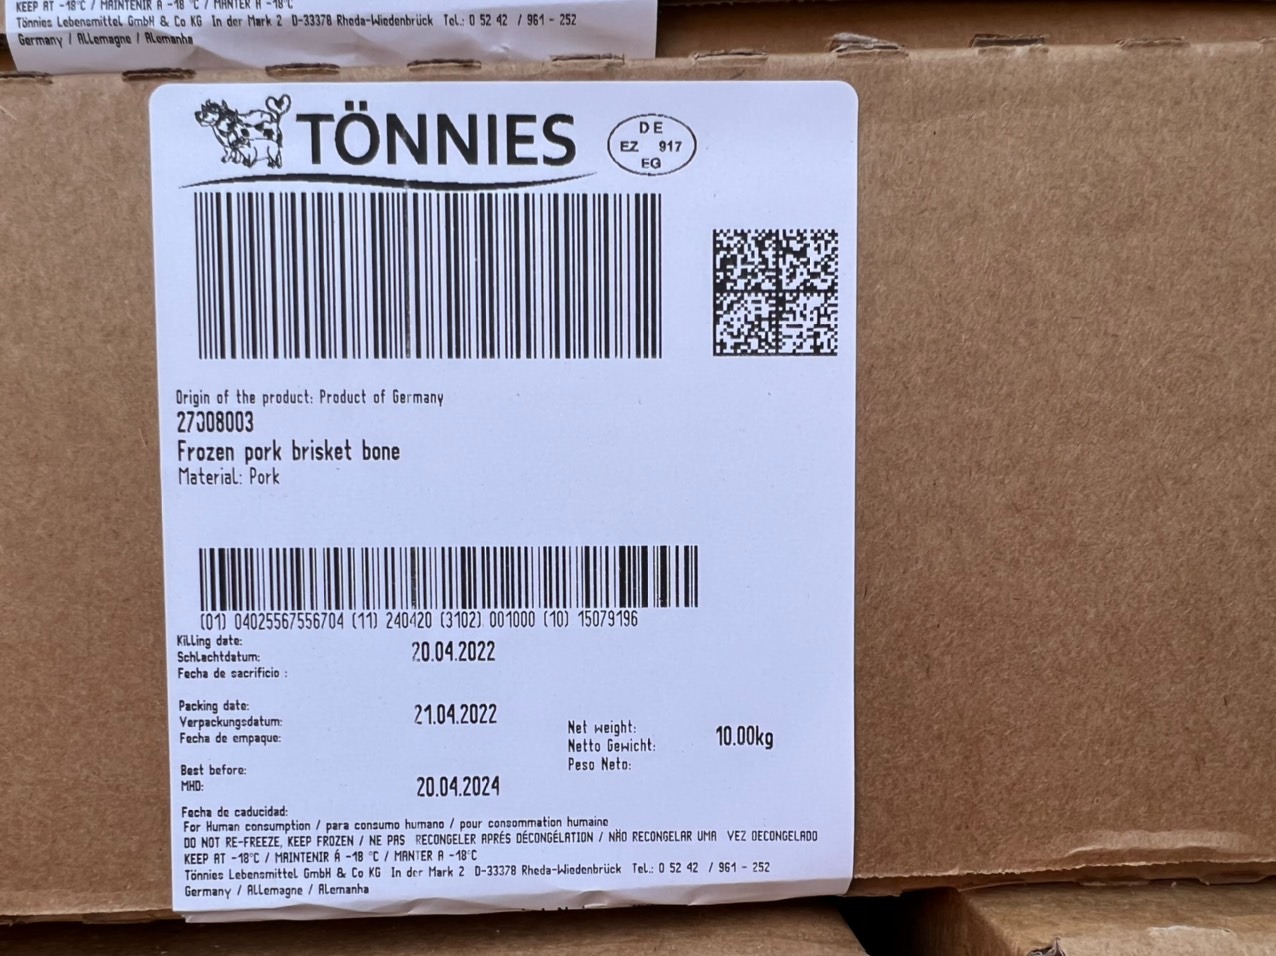 KEEP AT -18°C / MAINTENIR A -18 °C / MANTER A -18°C
Tönnies Lebensmittel GmbH & Co KG In der Mark 2 D-33378 Rheda-Wiedenbrück Tel.: 0 52 42 / 961 - 252
Germany / Allemagne / Alemanha
TÖNNIES
DE
EZ 917
EG
Origin of the product: Product of Germany
27308003
Frozen pork brisket bone
Material: Pork
(01) 04025567556704 (11) 240420 (3102) 001000 (10) 15079196
Killing date:
Schlachtdatum: 20.04.2022
Fecha de sacrificio :
Packing date:
Verpackungsdatum: 21.04.2022
Fecha de empaque:
Net weight:
Netto Gewicht: 10.00kg
Peso Neto:
Best before:
MHD: 20.04.2024
Fecha de caducidad:
For Human consumption / para consumo humano / pour consommation humaine
DO NOT RE-FREEZE, KEEP FROZEN / NE PAS RECONGELER APRÉS DÉCONGÉLATION / NÃO RECONGELAR UMA VEZ DECONGELADO
KEEP AT -18°C / MAINTENIR Á -18 °C / MANTER A -18°C
Tönnies Lebensmittel GmbH & Co KG In der Mark 2 D-33378 Rheda-Wiedenbrück Tel.: 0 52 42 / 961 - 252
Germany / Allemagne / Alemanha